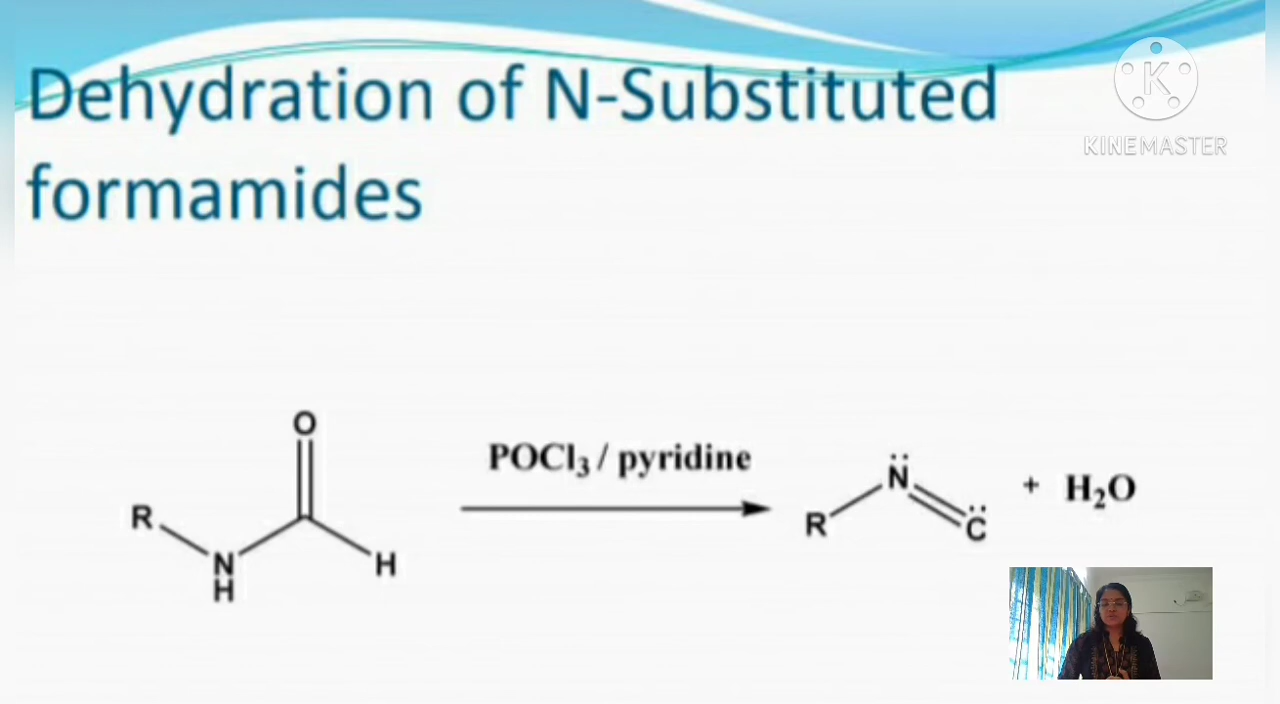 Dehydration of N-Substituted
formamides
K
KINEMASTER
O
R
N
H
H
POCl₃ / pyridine
R
N̈
C̈
+ H₂O